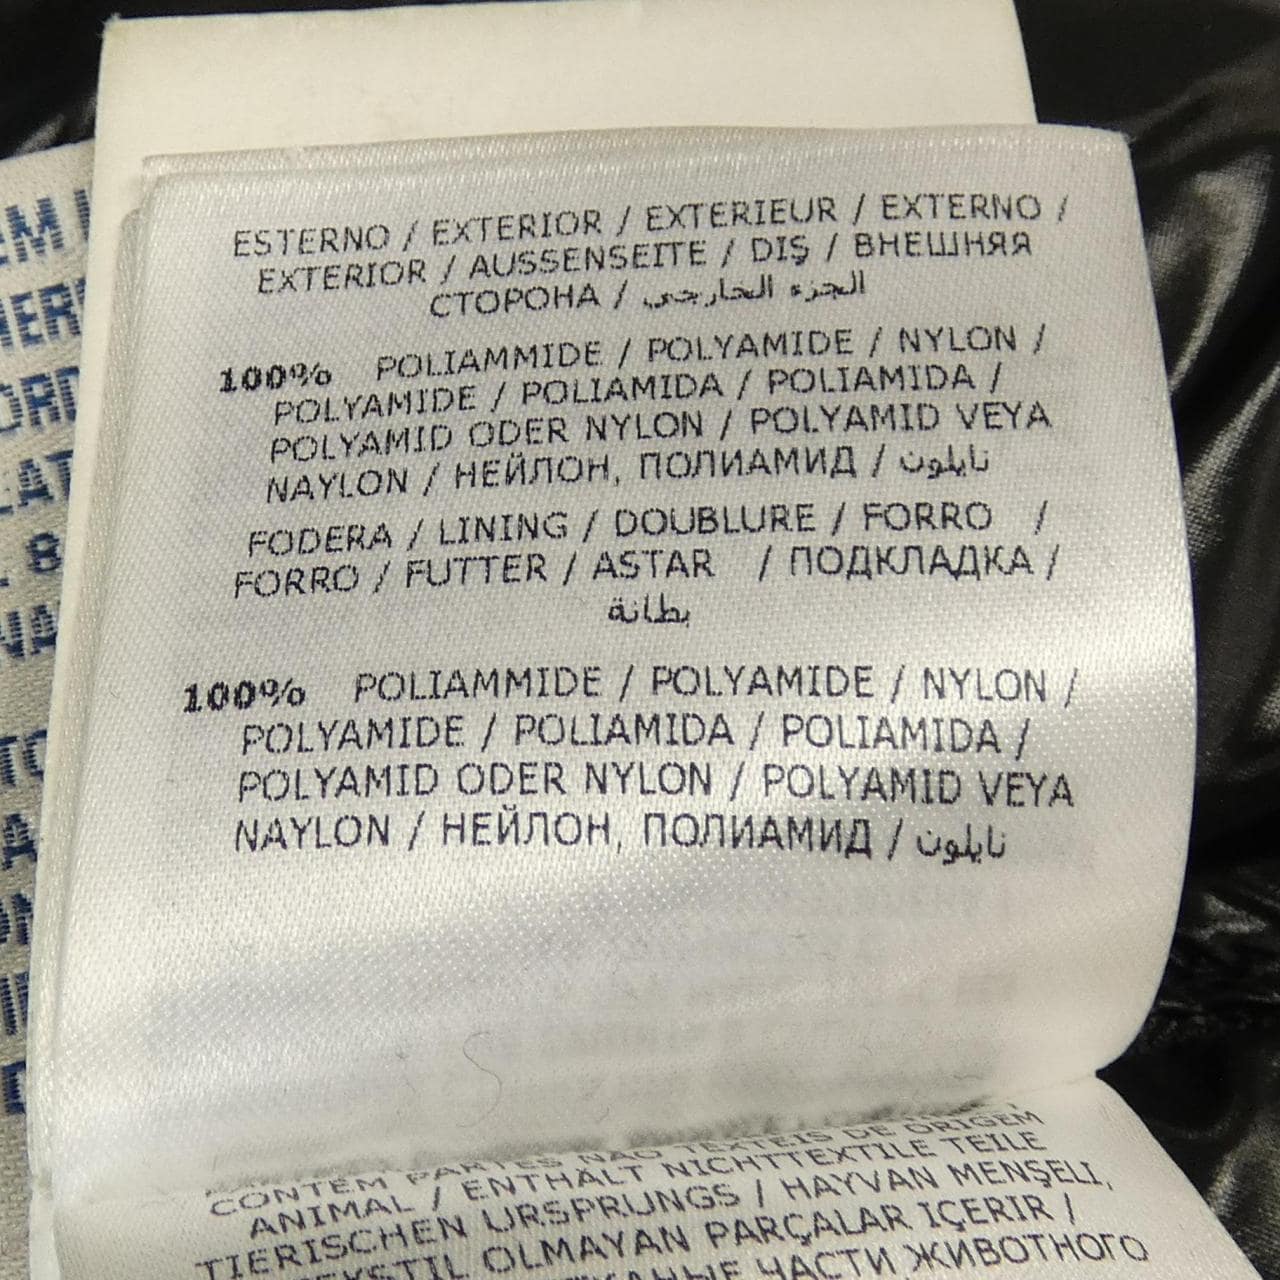 ESTERNO / EXTERIOR / EXTERIEUR / EXTERNO /
EXTERIOR / AUSSENSEITE / DIŞ / ВНЕШНЯЯ
СТОРОНА / الجزء الخارجي
100% POLIAMMIDE / POLYAMIDE / NYLON /
POLYAMIDE / POLIAMIDA / POLIAMIDA /
POLYAMID ODER NYLON / POLYAMID VEYA
NAYLON / НЕЙЛОН, ПОЛИАМИД / نايلون
FODERA / LINING / DOUBLURE / FORRO /
FORRO / FUTTER / ASTAR / ПОДКЛАДКА /
بطانة
100% POLIAMMIDE / POLYAMIDE / NYLON /
POLYAMIDE / POLIAMIDA / POLIAMIDA /
POLYAMID ODER NYLON / POLYAMID VEYA
NAYLON / НЕЙЛОН, ПОЛИАМИД / نايلون
CONTÉM PARTES NÃO TEXTEIS DE ORIGEM
ANIMAL / ENTHÄLT NICHTTEXTILE TEILE
TIERISCHEN URSPRUNGS / HAYVAN MENŞELI,
TEKSTIL OLMAYAN PARÇALAR IÇERIR /
ЧАСТИ ЖИВОТНОГО